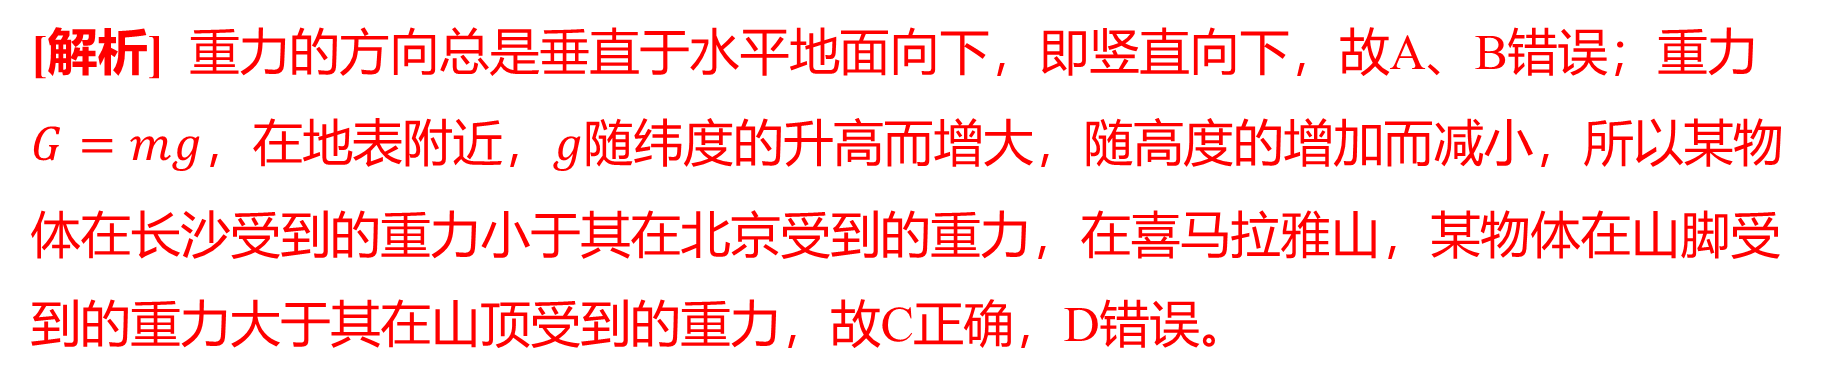 [解析] 重力的方向总是垂直于水平地面向下，即竖直向下，故A、B错误；重力
G = mg，在地表附近，g随纬度的升高而增大，随高度的增加而减小，所以某物
体在长沙受到的重力小于其在北京受到的重力，在喜马拉雅山，某物体在山脚受
到的重力大于其在山顶受到的重力，故C正确，D错误。